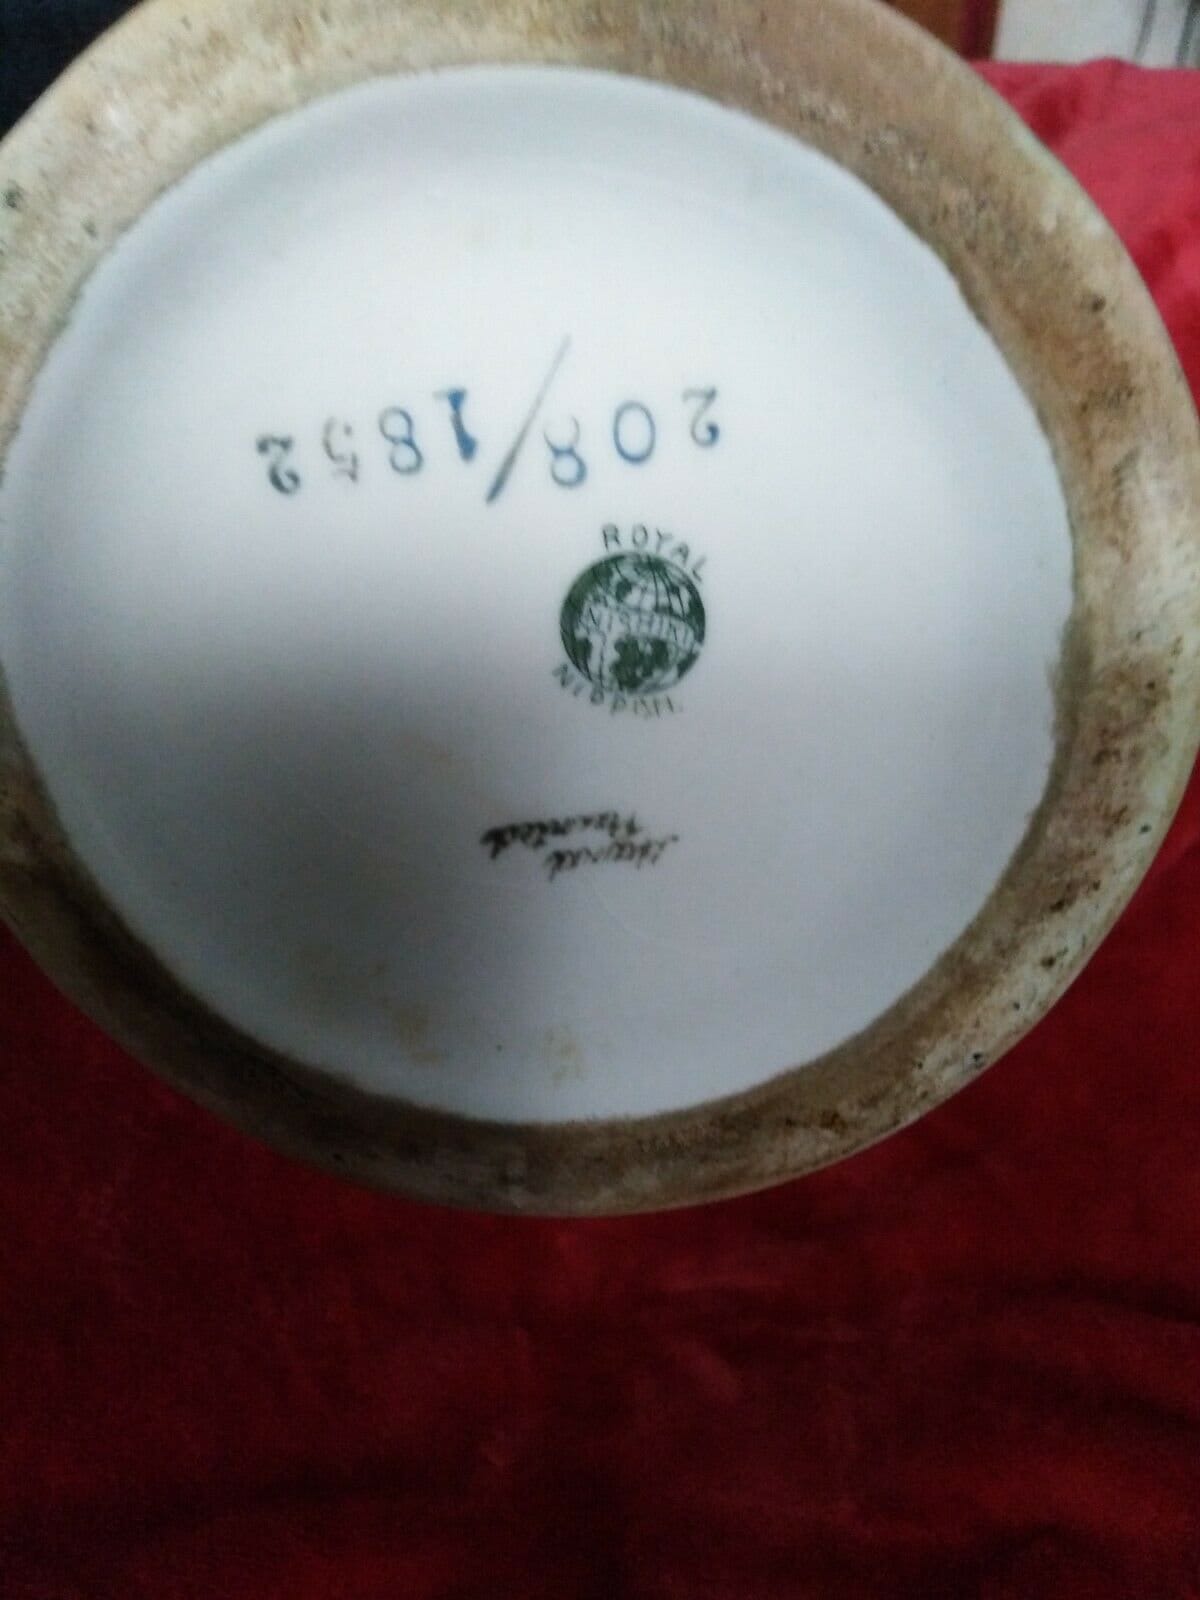 208/1852
ROYAL
NISHIKI
NIPPON
Hand
Painted